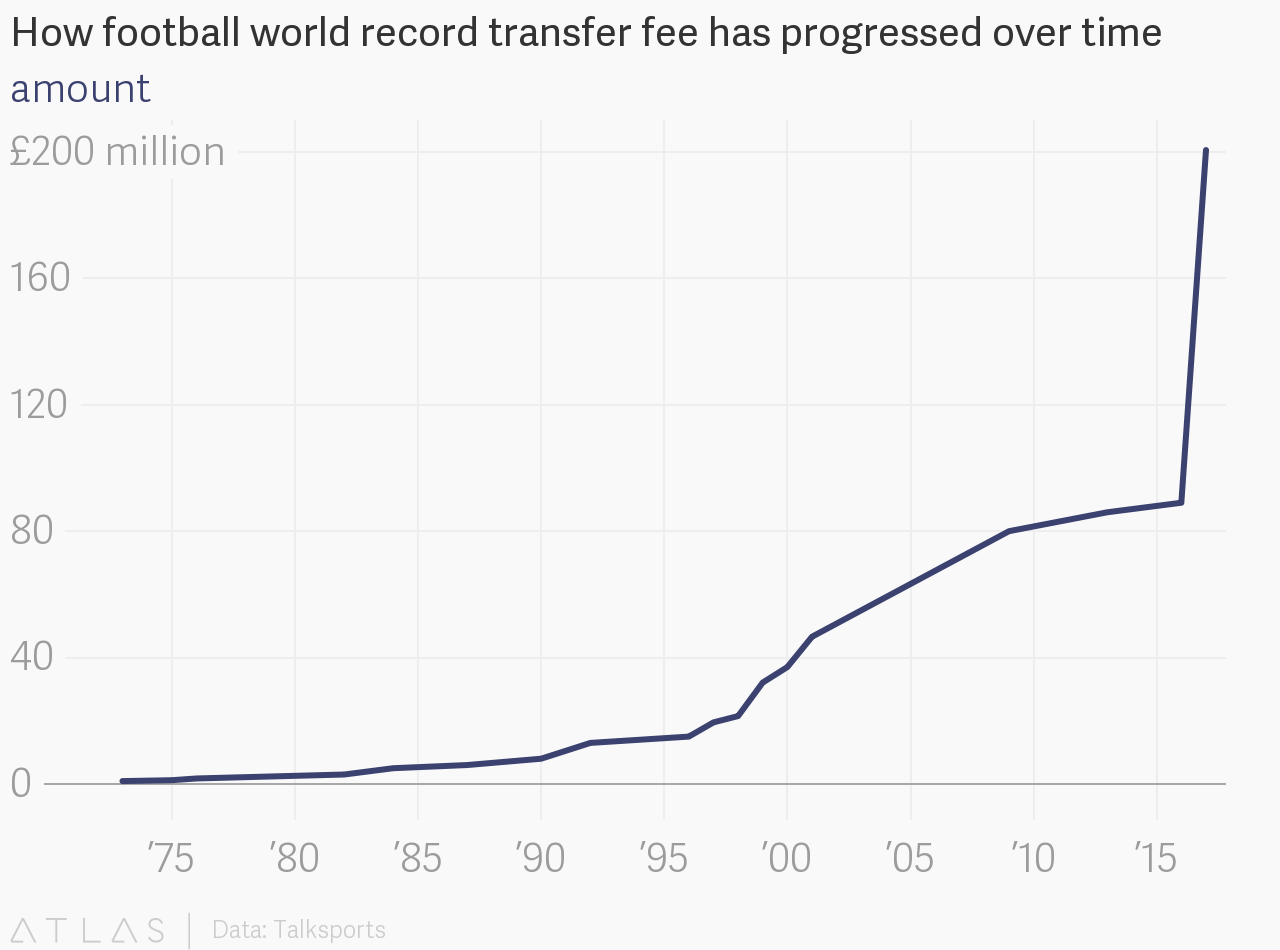 How football world record transfer fee has progressed over time
amount
£200 million
160
120
80
40
0
’75 ’80 ’85 ’90 ’95 ’00 ’05 ’10 ’15
ATLAS | Data: Talksports